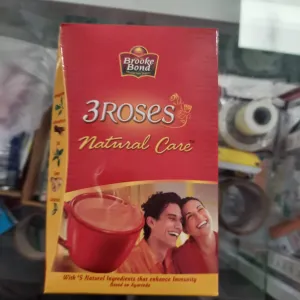 Brooke
Bond
3ROSES
Natural Care
With *5 Natural Ingredients that enhance Immunity
Based on Ayurveda